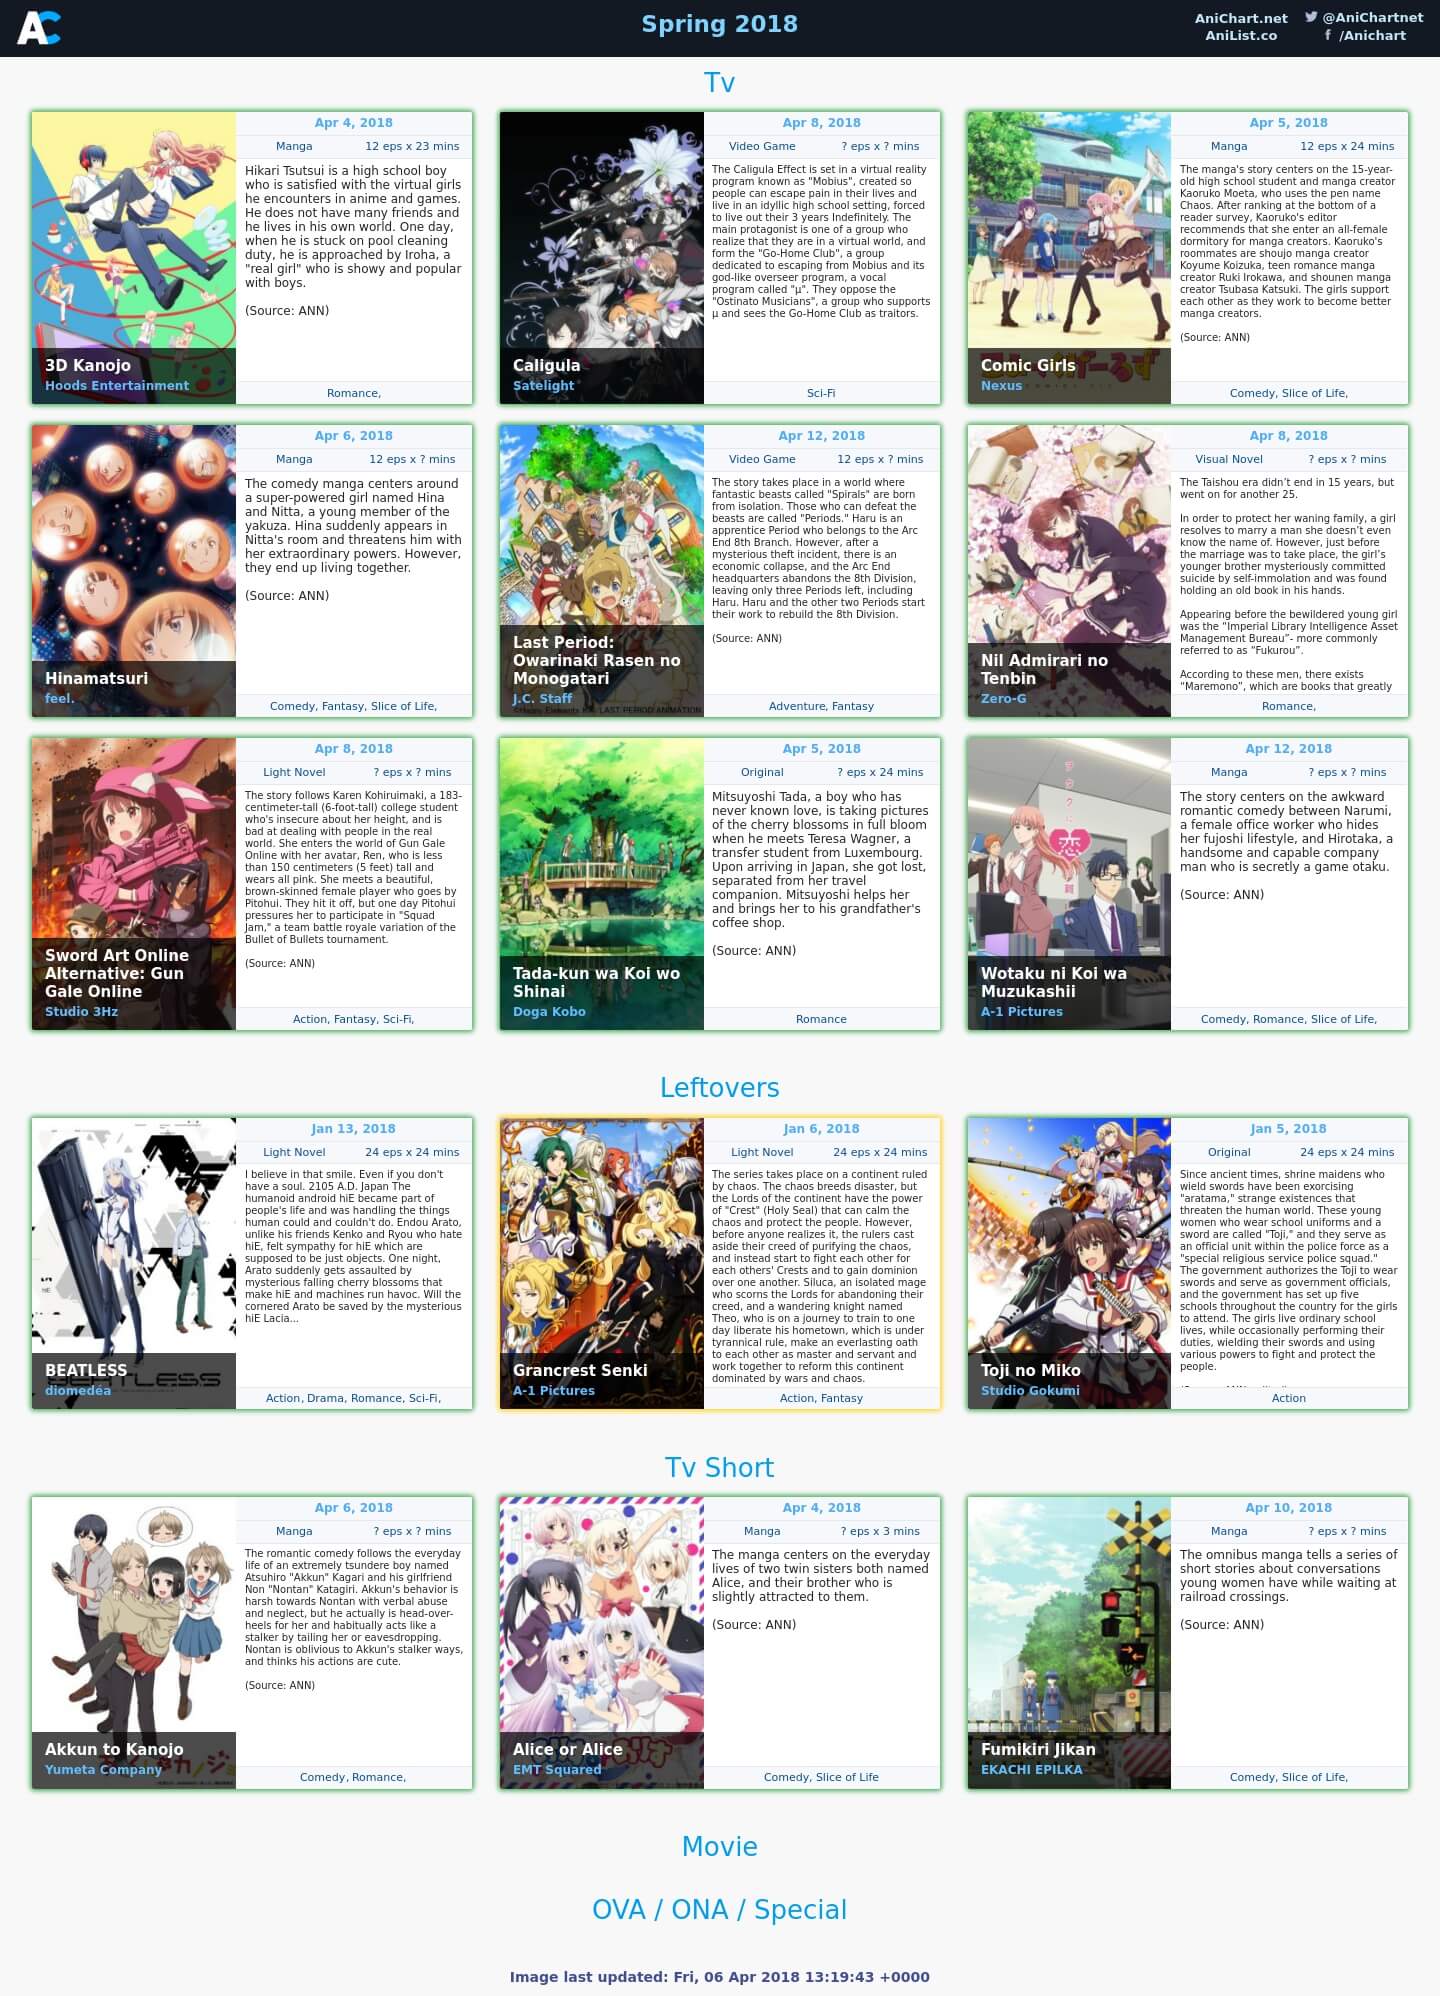 AC
Spring 2018
AniChart.net
AniList.co
@AniChartnet
/Anichart
Tv
Apr 4, 2018
Manga
12 eps x 23 mins
Hikari Tsutsui is a high school boy
who is satisfied with the virtual girls
he encounters in anime and games.
He does not have many friends and
he lives in his own world. One day,
when he is stuck on pool cleaning
duty, he is approached by Iroha, a
"real girl" who is showy and popular
with boys.
(Source: ANN)
3D Kanojo
Hoods Entertainment
Romance,
Apr 8, 2018
Video Game
? eps x ? mins
The Caligula Effect is set in a virtual reality
program known as "Mobius", created so
people can escape pain in their lives and
live in an idyllic high school setting, forced
to live out their 3 years Indefinitely. The
main protagonist is one of a group who
realize that they are in a virtual world, and
form the "Go-Home Club", a group
dedicated to escaping from Mobius and its
god-like overseer program, a vocal
program called "μ". They oppose the
"Ostinato Musicians", a group who supports
μ and sees the Go-Home Club as traitors.
Caligula
Satelight
Sci-Fi
Apr 5, 2018
Manga
12 eps x 24 mins
The manga's story centers on the 15-year-
old high school student and manga creator
Kaoruko Moeta, who uses the pen name
Chaos. After ranking at the bottom of a
reader survey, Kaoruko's editor
recommends that she enter an all-female
dormitory for manga creators. Kaoruko's
roommates are shoujo manga creator
Koyume Koizuka, teen romance manga
creator Ruki Irokawa, and shounen manga
creator Tsubasa Katsuki. The girls support
each other as they work to become better
manga creators.
(Source: ANN)
Comic Girls
Nexus
Comedy, Slice of Life,
Apr 6, 2018
Manga
12 eps x ? mins
The comedy manga centers around
a super-powered girl named Hina
and Nitta, a young member of the
yakuza. Hina suddenly appears in
Nitta's room and threatens him with
her extraordinary powers. However,
they end up living together.
(Source: ANN)
Hinamatsuri
feel.
Comedy, Fantasy, Slice of Life,
Apr 12, 2018
Video Game
12 eps x ? mins
The story takes place in a world where
fantastic beasts called "Spirals" are born
from isolation. Those who can defeat the
beasts are called "Periods." Haru is an
apprentice Period who belongs to the Arc
End 8th Branch. However, after a
mysterious theft incident, there is an
economic collapse, and the Arc End
headquarters abandons the 8th Division,
leaving only three Periods left, including
Haru. Haru and the other two Periods start
their work to rebuild the 8th Division.
(Source: ANN)
Last Period:
Owarinaki Rasen no
Monogatari
J.C. Staff
Adventure, Fantasy
Apr 8, 2018
Visual Novel
? eps x ? mins
The Taishou era didn’t end in 15 years, but
went on for another 25.
In order to protect her waning family, a girl
resolves to marry a man she doesn’t even
know the name of. However, just before
the marriage was to take place, the girl’s
younger brother mysteriously committed
suicide by self-immolation and was found
holding an old book in his hands.
Appearing before the bewildered young girl
was the “Imperial Library Intelligence Asset
Management Bureau”- more commonly
referred to as “Fukurou”.
According to these men, there exists
“Maremono”, which are books that greatly
Nil Admirari no
Tenbin
Zero-G
Romance,
Apr 8, 2018
Light Novel
? eps x ? mins
The story follows Karen Kohiruimaki, a 183-
centimeter-tall (6-foot-tall) college student
who's insecure about her height, and is
bad at dealing with people in the real
world. She enters the world of Gun Gale
Online with her avatar, Ren, who is less
than 150 centimeters (5 feet) tall and
wears all pink. She meets a beautiful,
brown-skinned female player who goes by
Pitohui. They hit it off, but one day Pitohui
pressures her to participate in "Squad
Jam," a team battle royale variation of the
Bullet of Bullets tournament.
(Source: ANN)
Sword Art Online
Alternative: Gun
Gale Online
Studio 3Hz
Action, Fantasy, Sci-Fi,
Apr 5, 2018
Original
? eps x 24 mins
Mitsuyoshi Tada, a boy who has
never known love, is taking pictures
of the cherry blossoms in full bloom
when he meets Teresa Wagner, a
transfer student from Luxembourg.
Upon arriving in Japan, she got lost,
separated from her travel
companion. Mitsuyoshi helps her
and brings her to his grandfather's
coffee shop.
(Source: ANN)
Tada-kun wa Koi wo
Shinai
Doga Kobo
Romance
Apr 12, 2018
Manga
? eps x ? mins
The story centers on the awkward
romantic comedy between Narumi,
a female office worker who hides
her fujoshi lifestyle, and Hirotaka, a
handsome and capable company
man who is secretly a game otaku.
(Source: ANN)
ヲタクに
恋
は難しい
Wotaku ni Koi wa
Muzukashii
A-1 Pictures
Comedy, Romance, Slice of Life,
Leftovers
Jan 13, 2018
Light Novel
24 eps x 24 mins
I believe in that smile. Even if you don't
have a soul. 2105 A.D. Japan The
humanoid android hiE became part of
people's life and was handling the things
human could and couldn't do. Endou Arato,
unlike his friends Kenko and Ryou who hate
hiE, felt sympathy for hiE which are
supposed to be just objects. One night,
Arato suddenly gets assaulted by
mysterious falling cherry blossoms that
make hiE and machines run havoc. Will the
cornered Arato be saved by the mysterious
hiE Lacia...
BEATLESS
diomedéa
BEATLESS
Action, Drama, Romance, Sci-Fi,
Jan 6, 2018
Light Novel
24 eps x 24 mins
The series takes place on a continent ruled
by chaos. The chaos breeds disaster, but
the Lords of the continent have the power
of "Crest" (Holy Seal) that can calm the
chaos and protect the people. However,
before anyone realizes it, the rulers cast
aside their creed of purifying the chaos,
and instead start to fight each other for
each others' Crests and to gain dominion
over one another. Siluca, an isolated mage
who scorns the Lords for abandoning their
creed, and a wandering knight named
Theo, who is on a journey to train to one
day liberate his hometown, which is under
tyrannical rule, make an everlasting oath
to each other as master and servant and
work together to reform this continent
dominated by wars and chaos.
Grancrest Senki
A-1 Pictures
Action, Fantasy
Jan 5, 2018
Original
24 eps x 24 mins
Since ancient times, shrine maidens who
wield swords have been exorcising
"aratama," strange existences that
threaten the human world. These young
women who wear school uniforms and a
sword are called "Toji," and they serve as
an official unit within the police force as a
"special religious service police squad."
The government authorizes the Toji to wear
swords and serve as government officials,
and the government has set up five
schools throughout the country for the girls
to attend. The girls live ordinary school
lives, while occasionally performing their
duties, wielding their swords and using
various powers to fight and protect the
people.
Toji no Miko
Studio Gokumi
Action
Tv Short
Apr 6, 2018
Manga
? eps x ? mins
The romantic comedy follows the everyday
life of an extremely tsundere boy named
Atsuhiro "Akkun" Kagari and his girlfriend
Non "Nontan" Katagiri. Akkun's behavior is
harsh towards Nontan with verbal abuse
and neglect, but he actually is head-over-
heels for her and habitually acts like a
stalker by tailing her or eavesdropping.
Nontan is oblivious to Akkun's stalker ways,
and thinks his actions are cute.
(Source: ANN)
Akkun to Kanojo
Yumeta Company
Comedy, Romance,
Apr 4, 2018
Manga
? eps x 3 mins
The manga centers on the everyday
lives of two twin sisters both named
Alice, and their brother who is
slightly attracted to them.
(Source: ANN)
Alice or Alice
EMT Squared
Comedy, Slice of Life
Apr 10, 2018
Manga
? eps x ? mins
The omnibus manga tells a series of
short stories about conversations
young women have while waiting at
railroad crossings.
(Source: ANN)
Fumikiri Jikan
EKACHI EPILKA
Comedy, Slice of Life,
Movie
OVA / ONA / Special
Image last updated: Fri, 06 Apr 2018 13:19:43 +0000